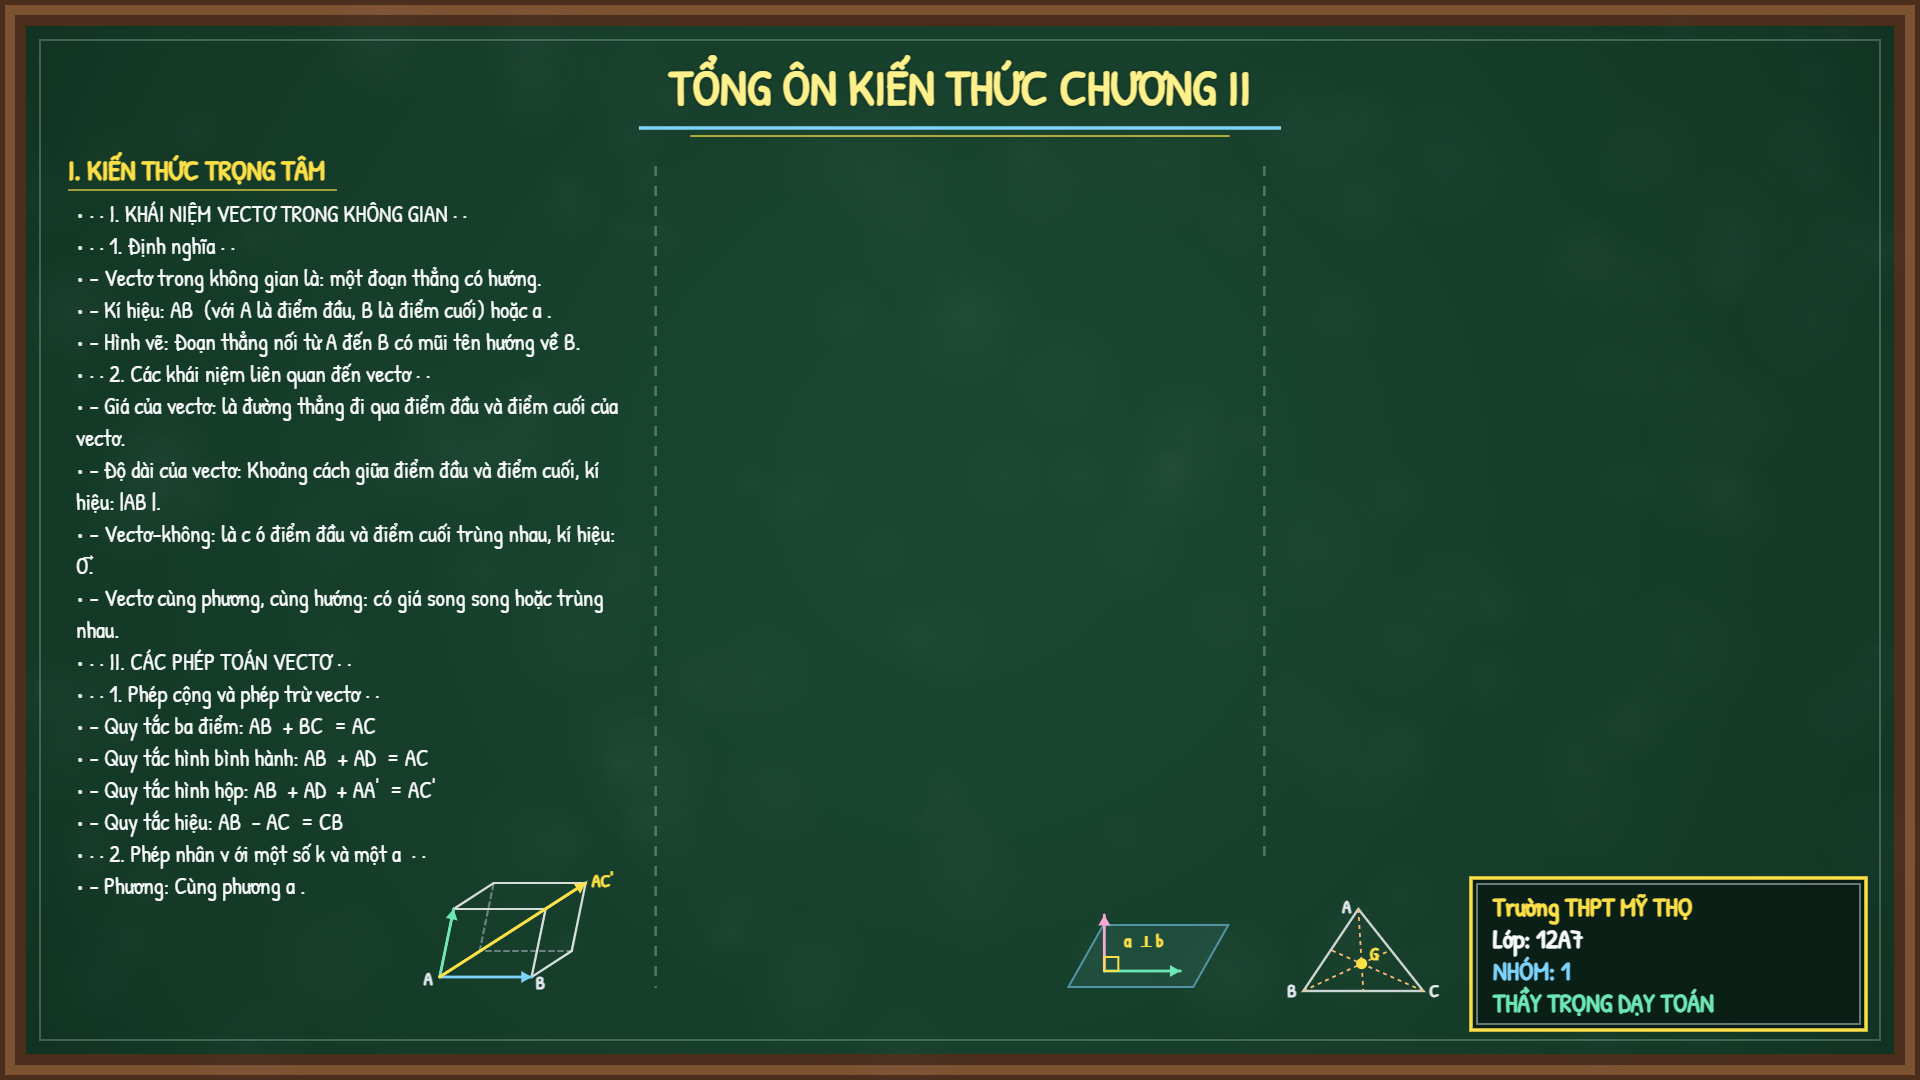 TỔNG ÔN KIẾN THỨC CHƯƠNG II
I. KIẾN THỨC TRỌNG TÂM
• - - I. KHÁI NIỆM VECTƠ TRONG KHÔNG GIAN - -
• - - 1. Định nghĩa - -
• – Vectơ trong không gian là: một đoạn thẳng có hướng.
• – Kí hiệu: AB (với A là điểm đầu, B là điểm cuối) hoặc a .
• – Hình vẽ: Đoạn thẳng nối từ A đến B có mũi tên hướng về B.
• - - 2. Các khái niệm liên quan đến vectơ - -
• – Giá của vectơ: là đường thẳng đi qua điểm đầu và điểm cuối của
vectơ.
• – Độ dài của vectơ: Khoảng cách giữa điểm đầu và điểm cuối, kí
hiệu: |AB |.
• – Vectơ-không: là c ó điểm đầu và điểm cuối trùng nhau, kí hiệu:
0⃗.
• – Vectơ cùng phương, cùng hướng: có giá song song hoặc trùng
nhau.
• - - II. CÁC PHÉP TOÁN VECTƠ - -
• - - 1. Phép cộng và phép trừ vectơ - -
• – Quy tắc ba điểm: AB + BC = AC
• – Quy tắc hình bình hành: AB + AD = AC
• – Quy tắc hình hộp: AB + AD + AA' = AC'
• – Quy tắc hiệu: AB – AC = CB
• - - 2. Phép nhân v ới một số k và một a - -
• – Phương: Cùng phương a .
AC'
A
B
a ⊥ b
A
G
B
C
Trường THPT MỸ THỌ
Lớp: 12A7
NHÓM: 1
THẦY TRỌNG DẠY TOÁN